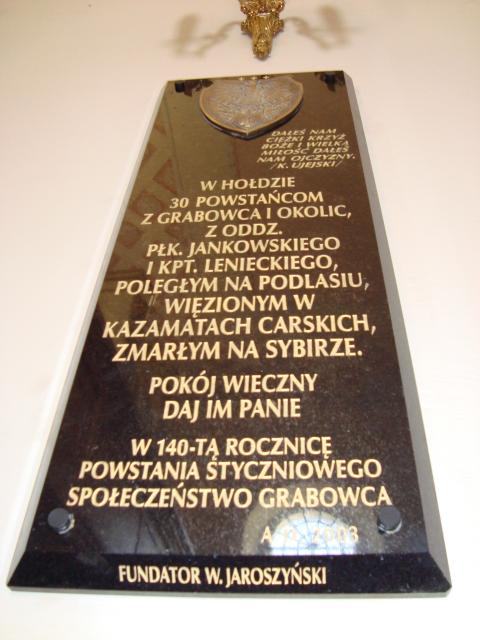 DAŁEŚ NAM
CIĘŻKI KRZYŻ
BOŻE I WIELKĄ
MIŁOŚĆ DAŁEŚ
NAM OJCZYZNY.
/K. UJEJSKI/
W HOŁDZIE
30 POWSTAŃCOM
Z GRABOWCA I OKOLIC,
Z ODDZ.
PŁK. JANKOWSKIEGO
I KPT. LENIECKIEGO,
POLEGŁYM NA PODLASIU,
WIĘZIONYM W
KAZAMATACH CARSKICH,
ZMARŁYM NA SYBIRZE.
POKÓJ WIECZNY
DAJ IM PANIE
W 140-TĄ ROCZNICĘ
POWSTANIA STYCZNIOWEGO
SPOŁECZEŃSTWO GRABOWCA
A.D. 2003
FUNDATOR W. JAROSZYŃSKI